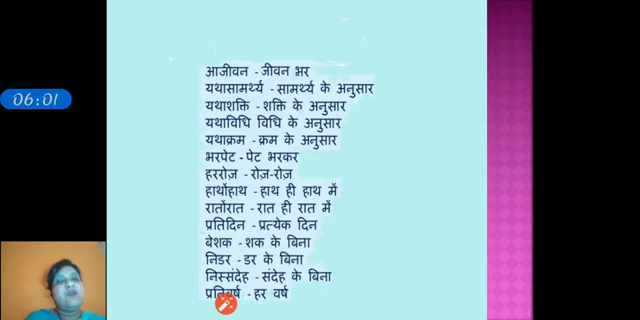 06:01
आजीवन - जीवन भर
यथासामर्थ्य - सामर्थ्य के अनुसार
यथाशक्ति - शक्ति के अनुसार
यथाविधि विधि के अनुसार
यथाक्रम - क्रम के अनुसार
भरपेट - पेट भरकर
हररोज़ - रोज़-रोज़
हाथोंहाथ - हाथ ही हाथ में
रातोंरात - रात ही रात में
प्रतिदिन - प्रत्येक दिन
बेशक - शक के बिना
निडर - डर के बिना
निस्संदेह - संदेह के बिना
प्रतिवर्ष - हर वर्ष